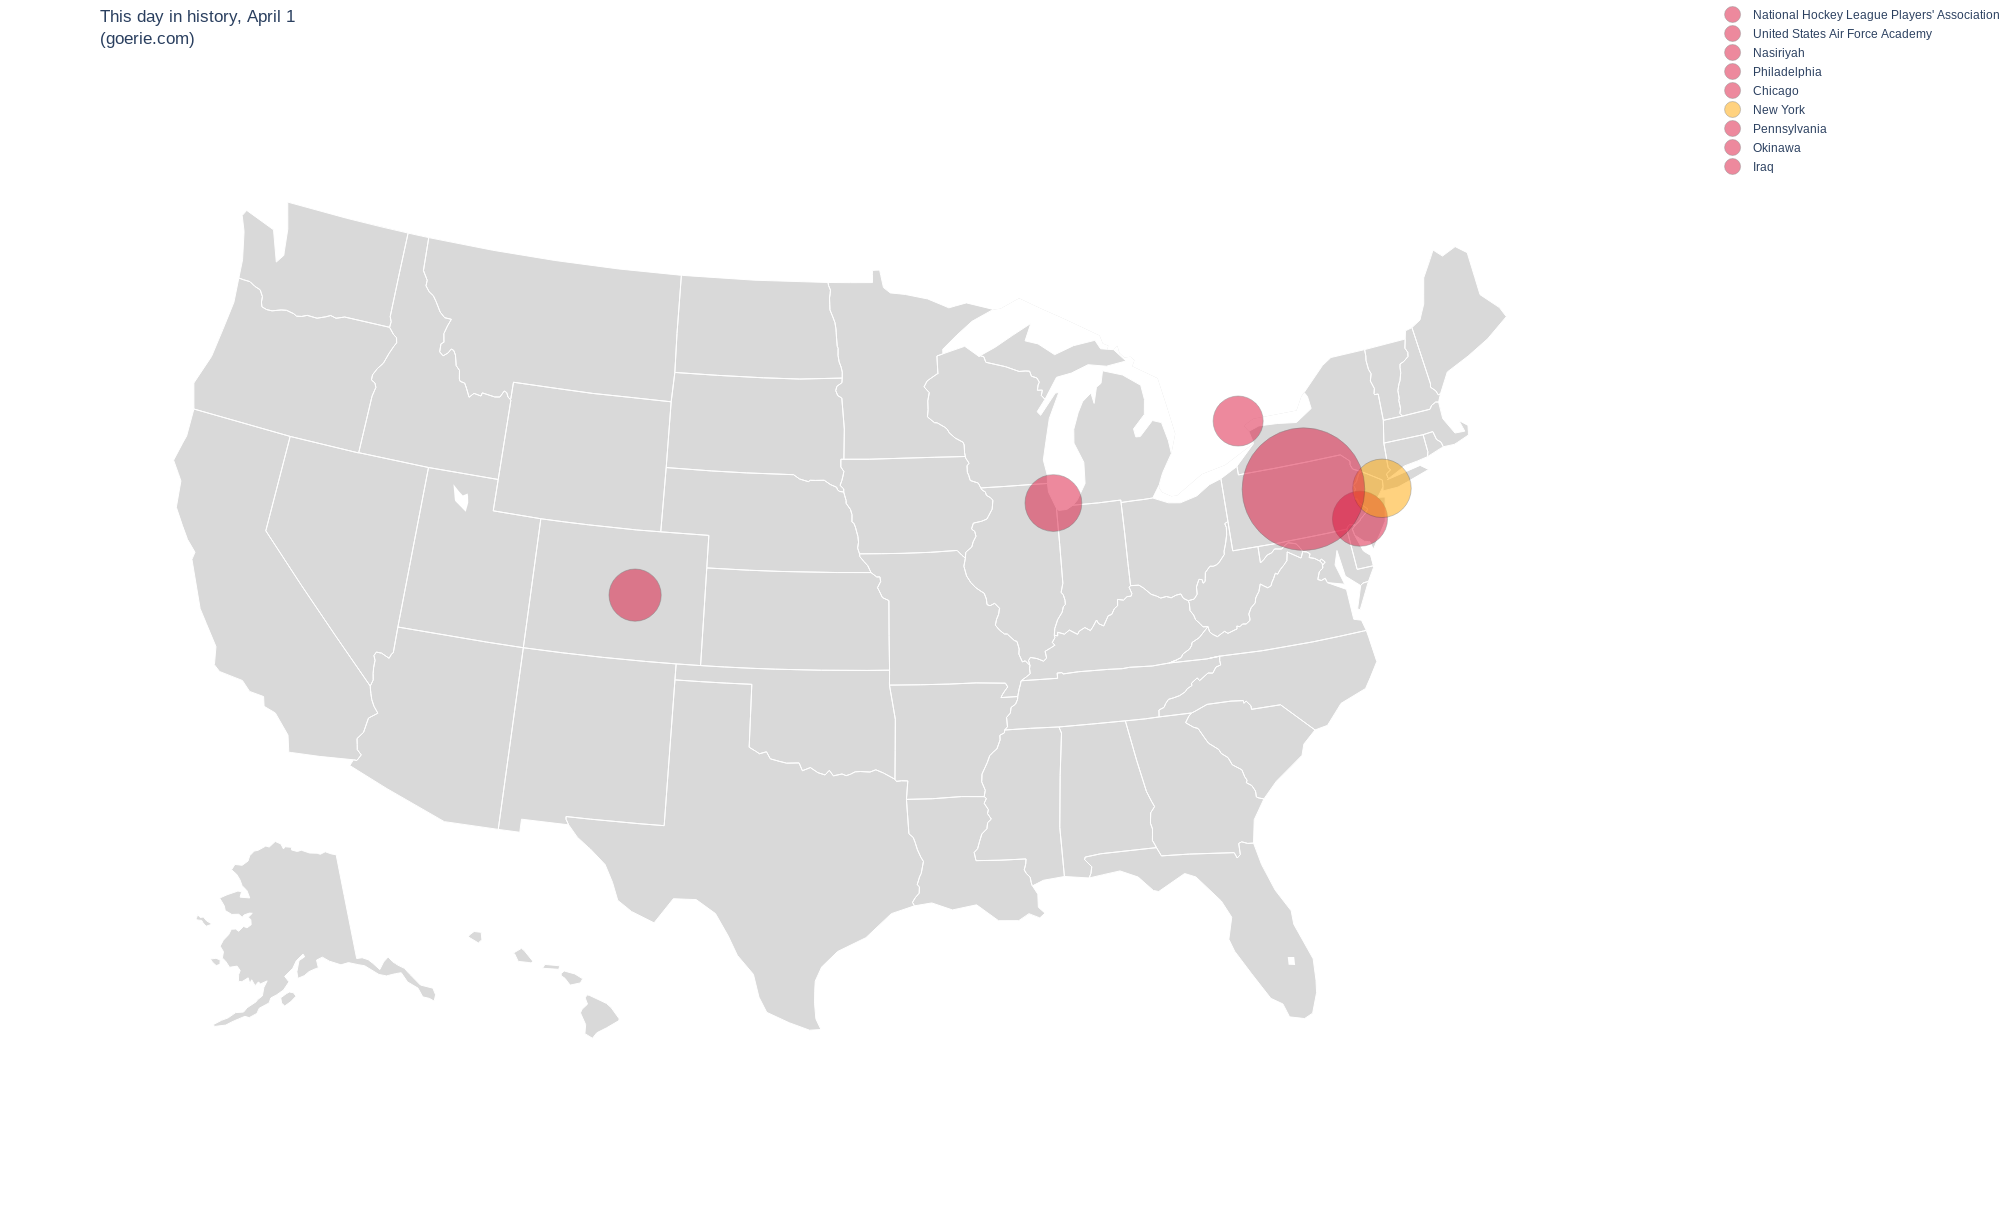 This day in history, April 1
(goerie.com)
National Hockey League Players' Association
United States Air Force Academy
Nasiriyah
Philadelphia
Chicago
New York
Pennsylvania
Okinawa
Iraq